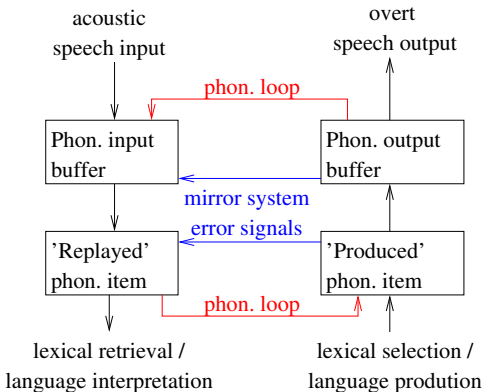 acoustic
speech input
overt
speech output
phon. loop
Phon. input
buffer
Phon. output
buffer
mirror system
error signals
'Replayed'
phon. item
'Produced'
phon. item
phon. loop
lexical retrieval /
language interpretation
lexical selection /
language prodution